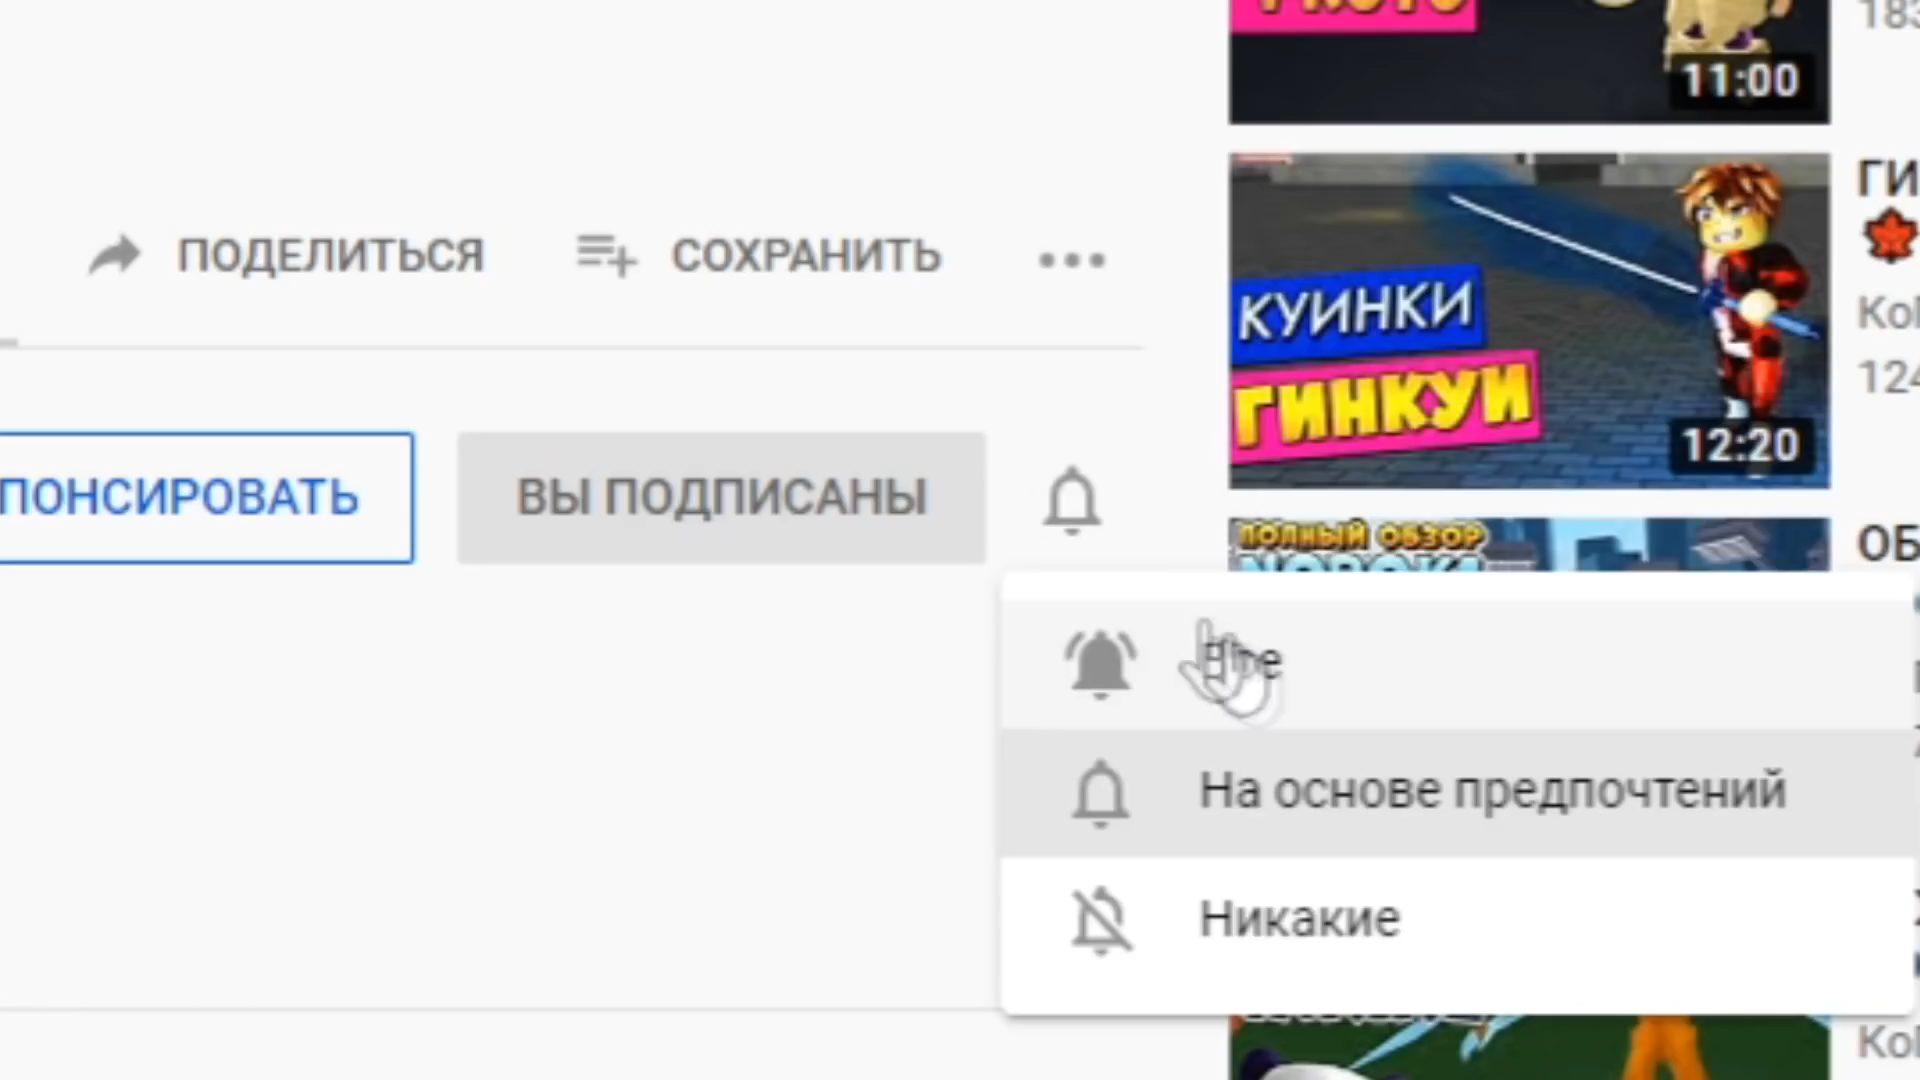 11:00
ПОДЕЛИТЬСЯ
СОХРАНИТЬ
КУИНКИ
ГИНКУИ
12:20
ПОНСИРОВАТЬ
ВЫ ПОДПИСАНЫ
ПОЛНЫЙ ОБЗОР
На основе предпочтений
Никакие